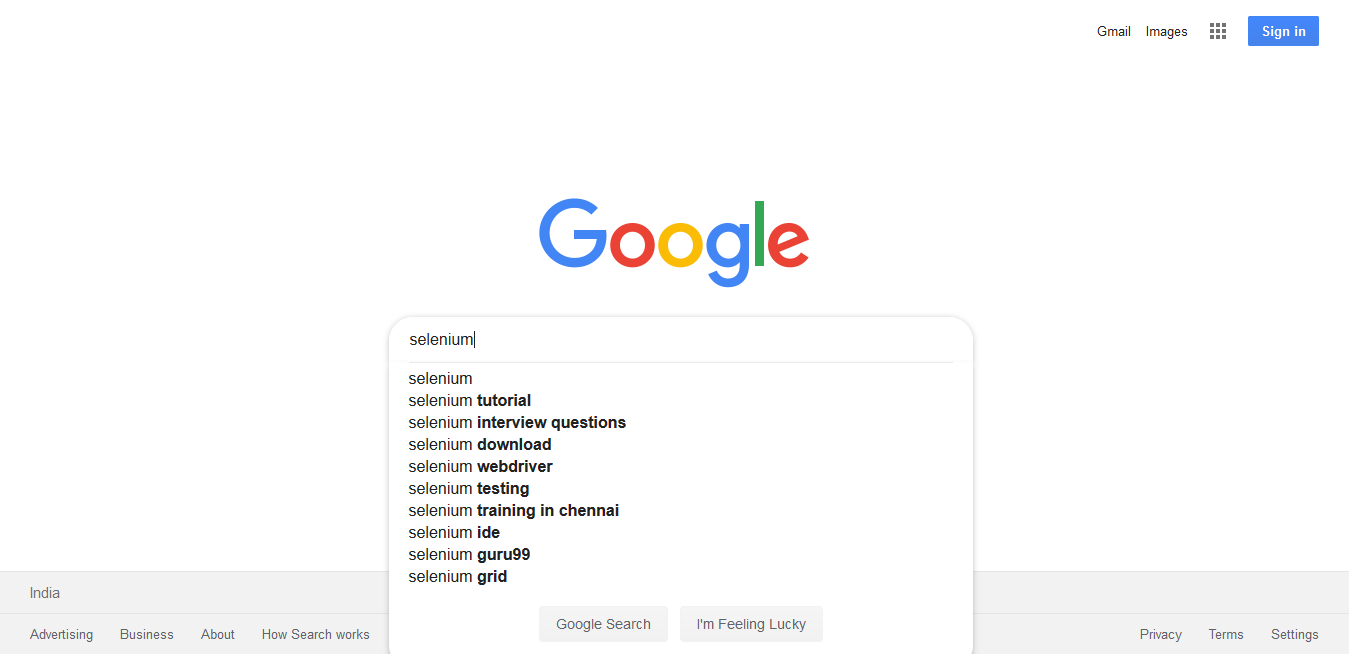 Gmail Images Sign in
Google
selenium
selenium
selenium tutorial
selenium interview questions
selenium download
selenium webdriver
selenium testing
selenium training in chennai
selenium ide
selenium guru99
selenium grid
Google Search I'm Feeling Lucky
India
Advertising Business About How Search works Privacy Terms Settings